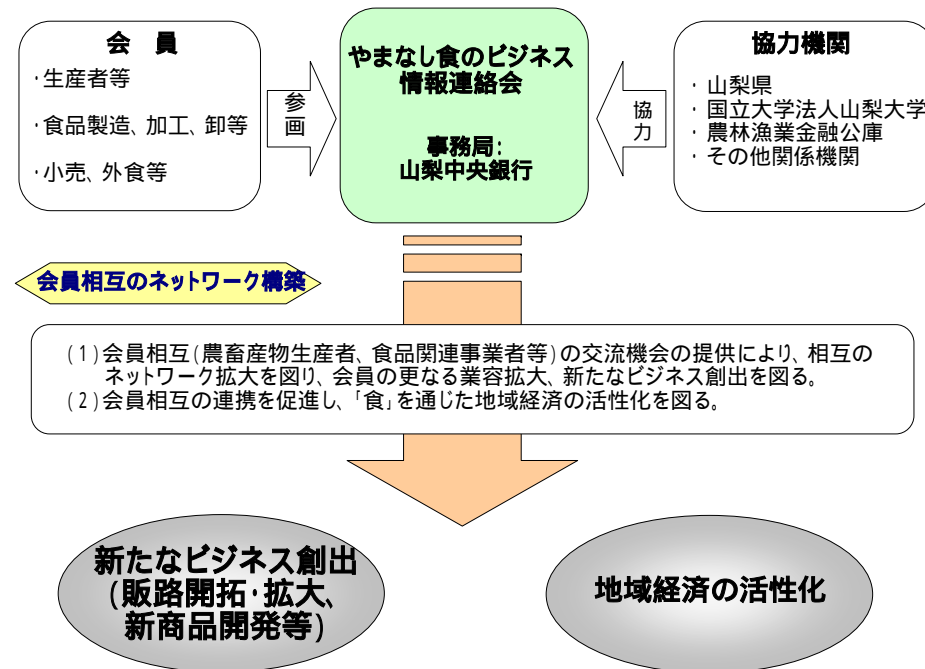 会　員
・生産者等
・食品製造、加工、卸等
・小売、外食等
参画
やまなし食のビジネス
情報連絡会
事務局:
山梨中央銀行
協力
協力機関
・山梨県
・国立大学法人山梨大学
・農林漁業金融公庫
・その他関係機関
会員相互のネットワーク構築
(1)会員相互(農畜産物生産者、食品関連事業者等)の交流機会の提供により、相互の
ネットワーク拡大を図り、会員の更なる業容拡大、新たなビジネス創出を図る。
(2)会員相互の連携を促進し、「食」を通じた地域経済の活性化を図る。
新たなビジネス創出
(販路開拓・拡大、
新商品開発等)
地域経済の活性化